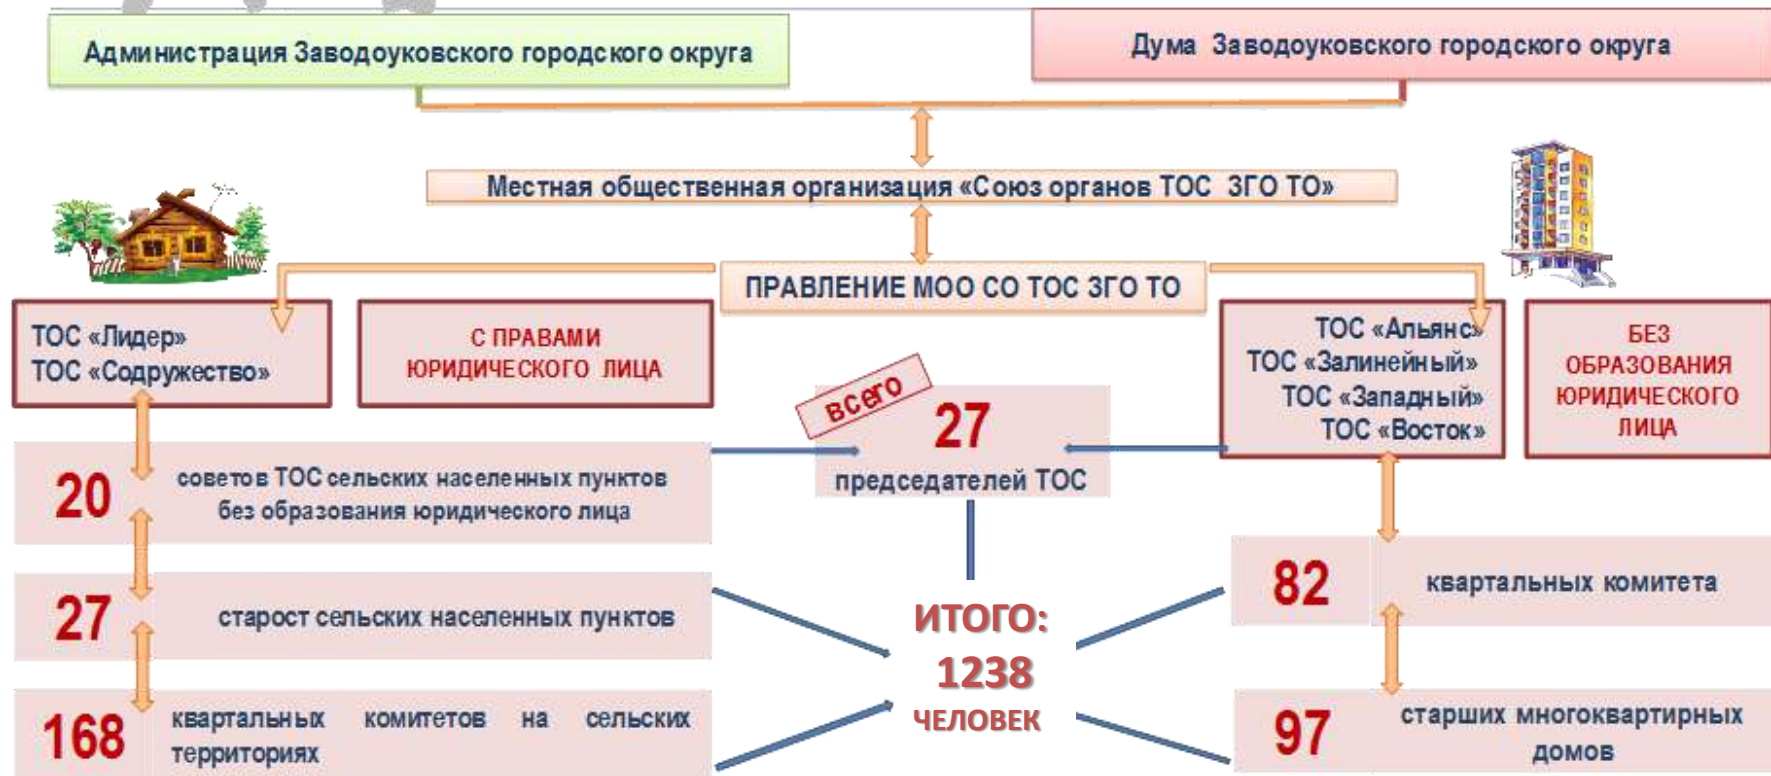 Администрация Заводоуковского городского округа
Дума Заводоуковского городского округа
Местная общественная организация «Союз органов ТОС ЗГО ТО»
ПРАВЛЕНИЕ МОО СО ТОС ЗГО ТО
ТОС «Лидер»
ТОС «Содружество»
С ПРАВАМИ
ЮРИДИЧЕСКОГО ЛИЦА
ТОС «Альянс»
ТОС «Залинейный»
ТОС «Западный»
ТОС «Восток»
БЕЗ
ОБРАЗОВАНИЯ
ЮРИДИЧЕСКОГО
ЛИЦА
всего
27
председателей ТОС
20
советов ТОС сельских населенных пунктов
без образования юридического лица
27
старост сельских населенных пунктов
168
квартальных комитетов на сельских
территориях
ИТОГО:
1238
ЧЕЛОВЕК
82
квартальных комитета
97
старших многоквартирных
домов